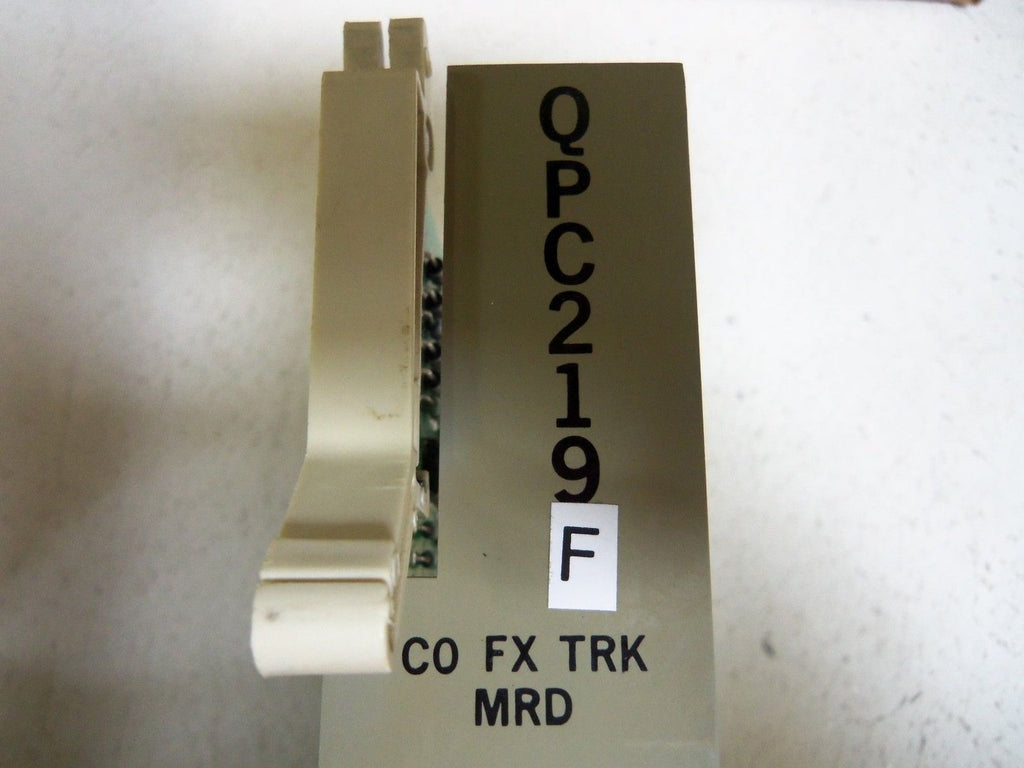 QPC219
F
CO FX TRK
MRD